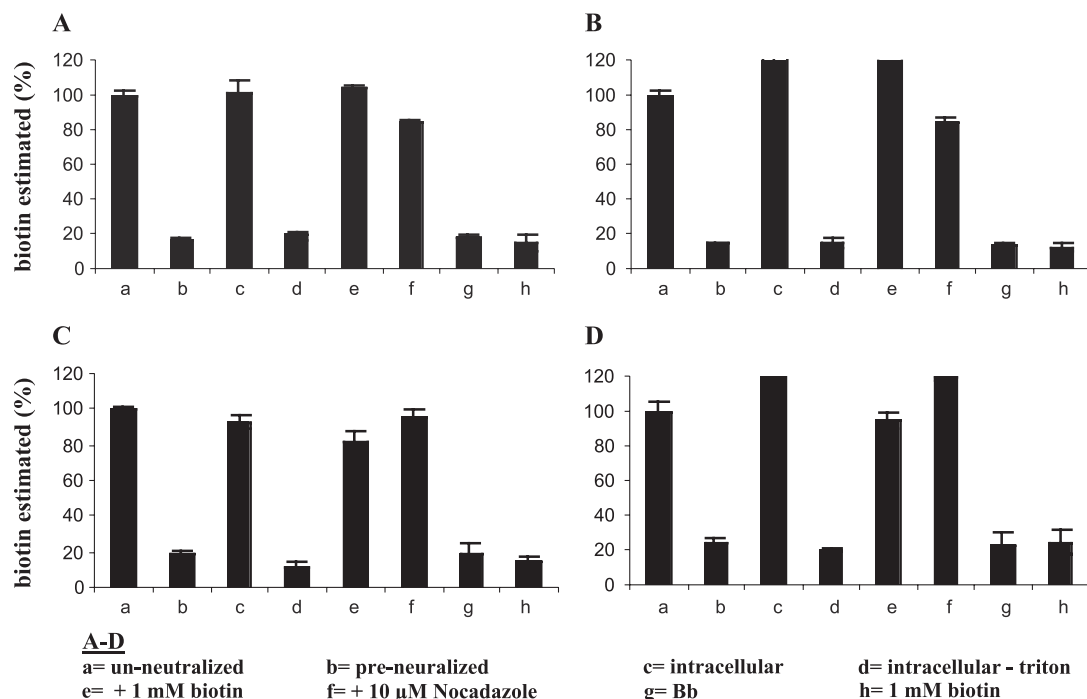 A
biotin estimated (%)
120
100
80
60
40
20
0
a b c d e f g h
B
120
100
80
60
40
20
0
a b c d e f g h
C
biotin estimated (%)
120
100
80
60
40
20
0
a b c d e f g h
D
120
100
80
60
40
20
0
a b c d e f g h
A-D
a= un-neutralized b= pre-neuralized c= intracellular d= intracellular - triton
e= + 1 mM biotin f= + 10 µM Nocadazole g= Bb h= 1 mM biotin